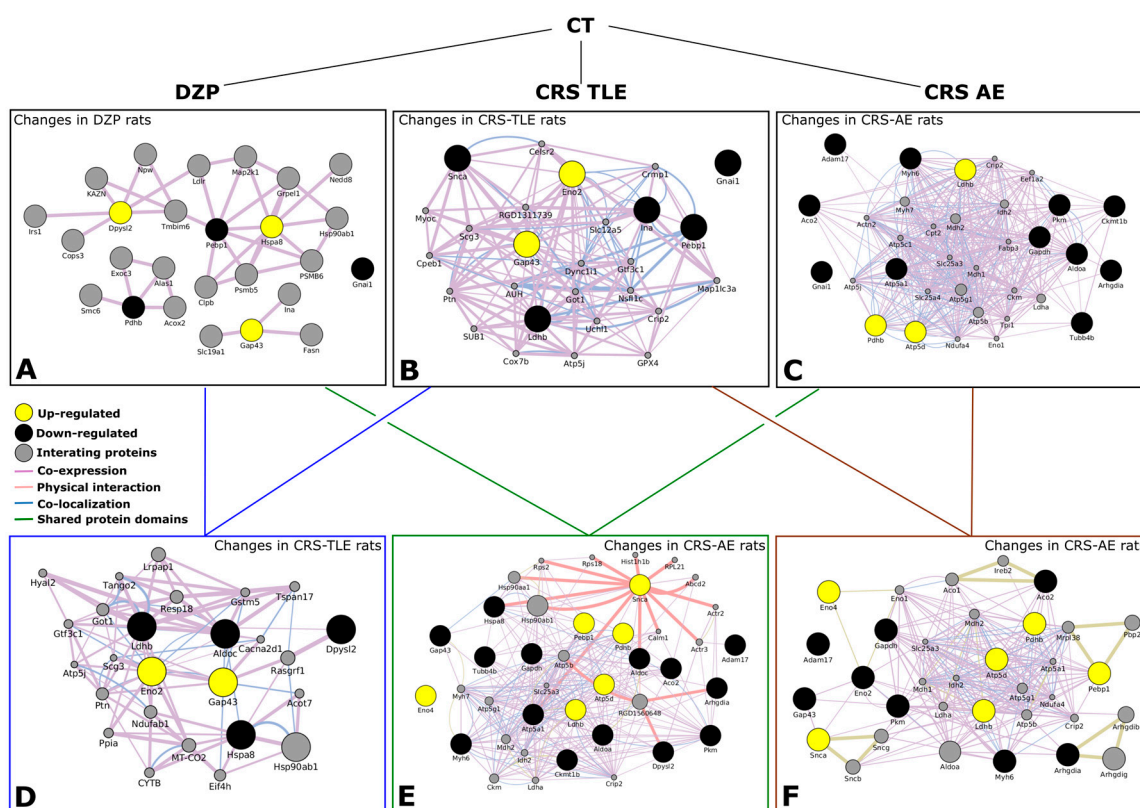 CT
DZP
CRS TLE
CRS AE
Changes in DZP rats
KAZN
Npw
Ldlr
Map2k1
Grpel1
Nedd8
Irs1
Dpysl2
Tmbim6
Pebp1
Hspa8
Hsp90ab1
Cops3
Exoc3
Alas1
Clpb
Psmb5
PSMB6
Gnai1
Smc6
Pdhb
Acox2
Ina
Slc19a1
Gap43
Fasn
A
Changes in CRS-TLE rats
Snca
Celsr2
Eno2
Crmp1
Gnai1
Myoc
RGD1311739
Ina
Scg3
Slc12a5
Pebp1
Cpeb1
Gap43
Dync1i1
Gtf3c1
AUH
Got1
Nsfl1c
Map1lc3a
Ptn
Ldhb
Uchl1
Crip2
SUB1
Cox7b
Atp5j
GPX4
B
Changes in CRS-AE rats
Adam17
Myh6
Ldhb
Crip2
Eef1a2
Myh7
Idh2
Pkm
Ckmt1b
Aco2
Actn2
Atp5c1
Mdh2
Cpt2
Fabp3
Gapdh
Aldoa
Slc25a3
Mdh1
Gnai1
Atp5a1
Arhgdia
Atp5j
Slc25a4
Atp5g1
Ckm
Ldha
Atp5b
Tpi1
Tubb4b
Pdhb
Atp5d
Ndufa4
Eno1
C
Up-regulated
Down-regulated
Interating proteins
Co-expression
Physical interaction
Co-localization
Shared protein domains
Changes in CRS-TLE rats
Lrpap1
Hyal2
Tango2
Resp18
Gstm5
Tspan17
Got1
Gtf3c1
Ldhb
Aldoc
Cacna2d1
Dpysl2
Scg3
Atp5j
Eno2
Gap43
Rasgrf1
Ptn
Acot7
Ndufab1
Ppia
MT-CO2
Hspa8
Hsp90ab1
CYTB
Eif4h
D
Changes in CRS-AE rats
Rps2
Rps18
Hist1h1b
RPL21
Hsp90aa1
Snca
Abcd2
Hspa8
Hsp90ab1
Actr2
Gap43
Pebp1
Pdhb
Calm1
Actr3
Tubb4b
Gapdh
Atp5b
Aldoc
Aco2
Adam17
Eno4
Myh7
Slc25a3
Atp5d
Arhgdia
Atp5g1
RGD1560648
Atp5a1
Ldhb
Myh6
Mdh2
Idh2
Aldoa
Dpysl2
Pkm
Ckm
Ldha
Ckmt1b
Crip2
E
Changes in CRS-AE rats
Ireb2
Eno4
Eno1
Aco1
Aco2
Mdh2
Pdhb
Mrpl38
Pbp2
Adam17
Gapdh
Slc25a3
Atp5d
Atp5a1
Eno2
Mdh1
Idh2
Atp5g1
Ndufa4
Pebp1
Gap43
Pkm
Ldha
Ldhb
Atp5b
Crip2
Arhgdib
Snca
Sncg
Sncb
Aldoa
Myh6
Arhgdia
Arhgdig
F